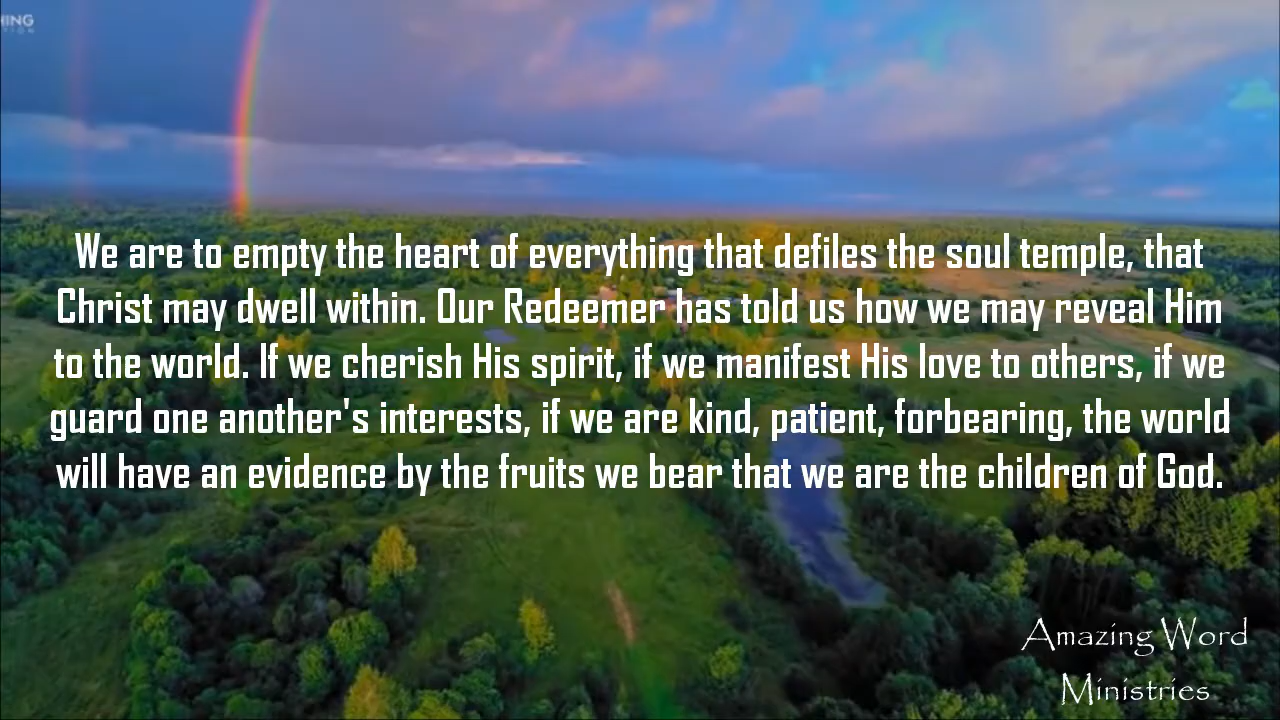 We are to empty the heart of everything that defiles the soul temple, that
Christ may dwell within. Our Redeemer has told us how we may reveal Him
to the world. If we cherish His spirit, if we manifest His love to others, if we
guard one another's interests, if we are kind, patient, forbearing, the world
will have an evidence by the fruits we bear that we are the children of God.
Amazing Word
Ministries